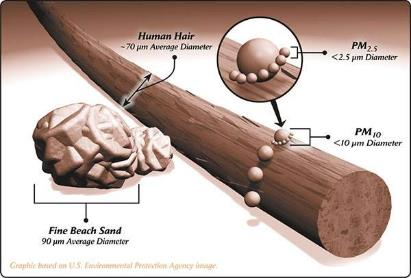 Human Hair
~70 µm Average Diameter
PM2.5
<2.5 µm Diameter
PM10
<10 µm Diameter
Fine Beach Sand
90 µm Average Diameter
Graphic based on U.S. Environmental Protection Agency image.